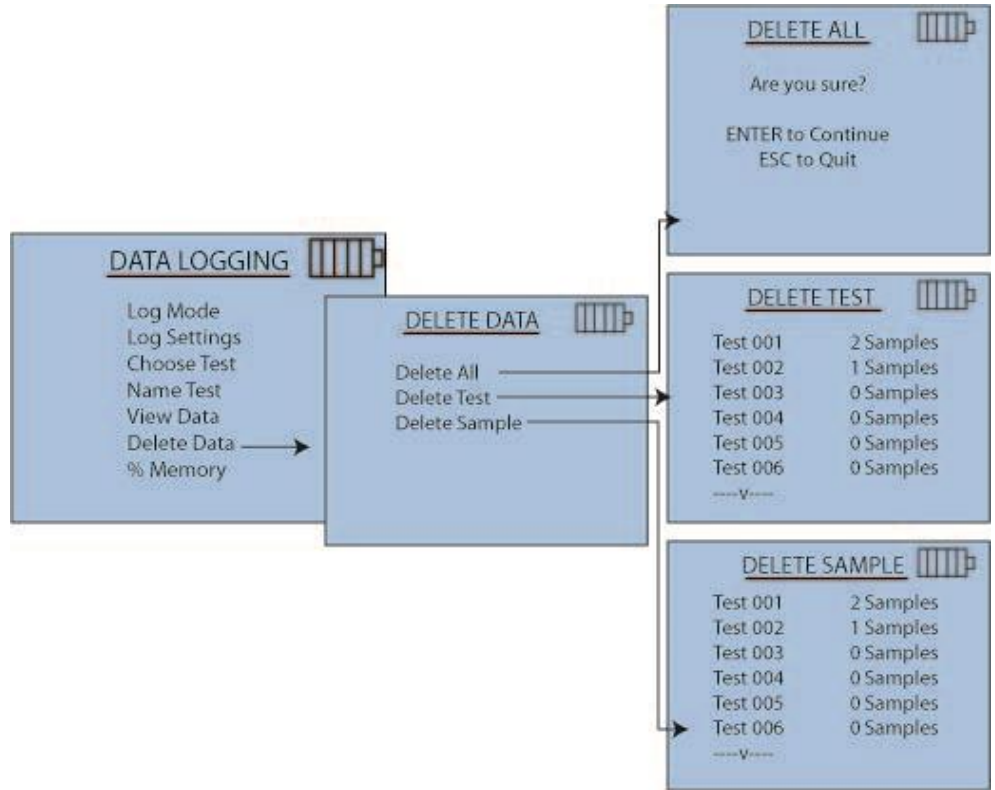 DATA LOGGING
Log Mode
Log Settings
Choose Test
Name Test
View Data
Delete Data
% Memory
DELETE DATA
Delete All
Delete Test
Delete Sample
DELETE ALL
Are you sure?
ENTER to Continue
ESC to Quit
DELETE TEST
Test 001 2 Samples
Test 002 1 Samples
Test 003 0 Samples
Test 004 0 Samples
Test 005 0 Samples
Test 006 0 Samples
----v----
DELETE SAMPLE
Test 001 2 Samples
Test 002 1 Samples
Test 003 0 Samples
Test 004 0 Samples
Test 005 0 Samples
Test 006 0 Samples
----v----